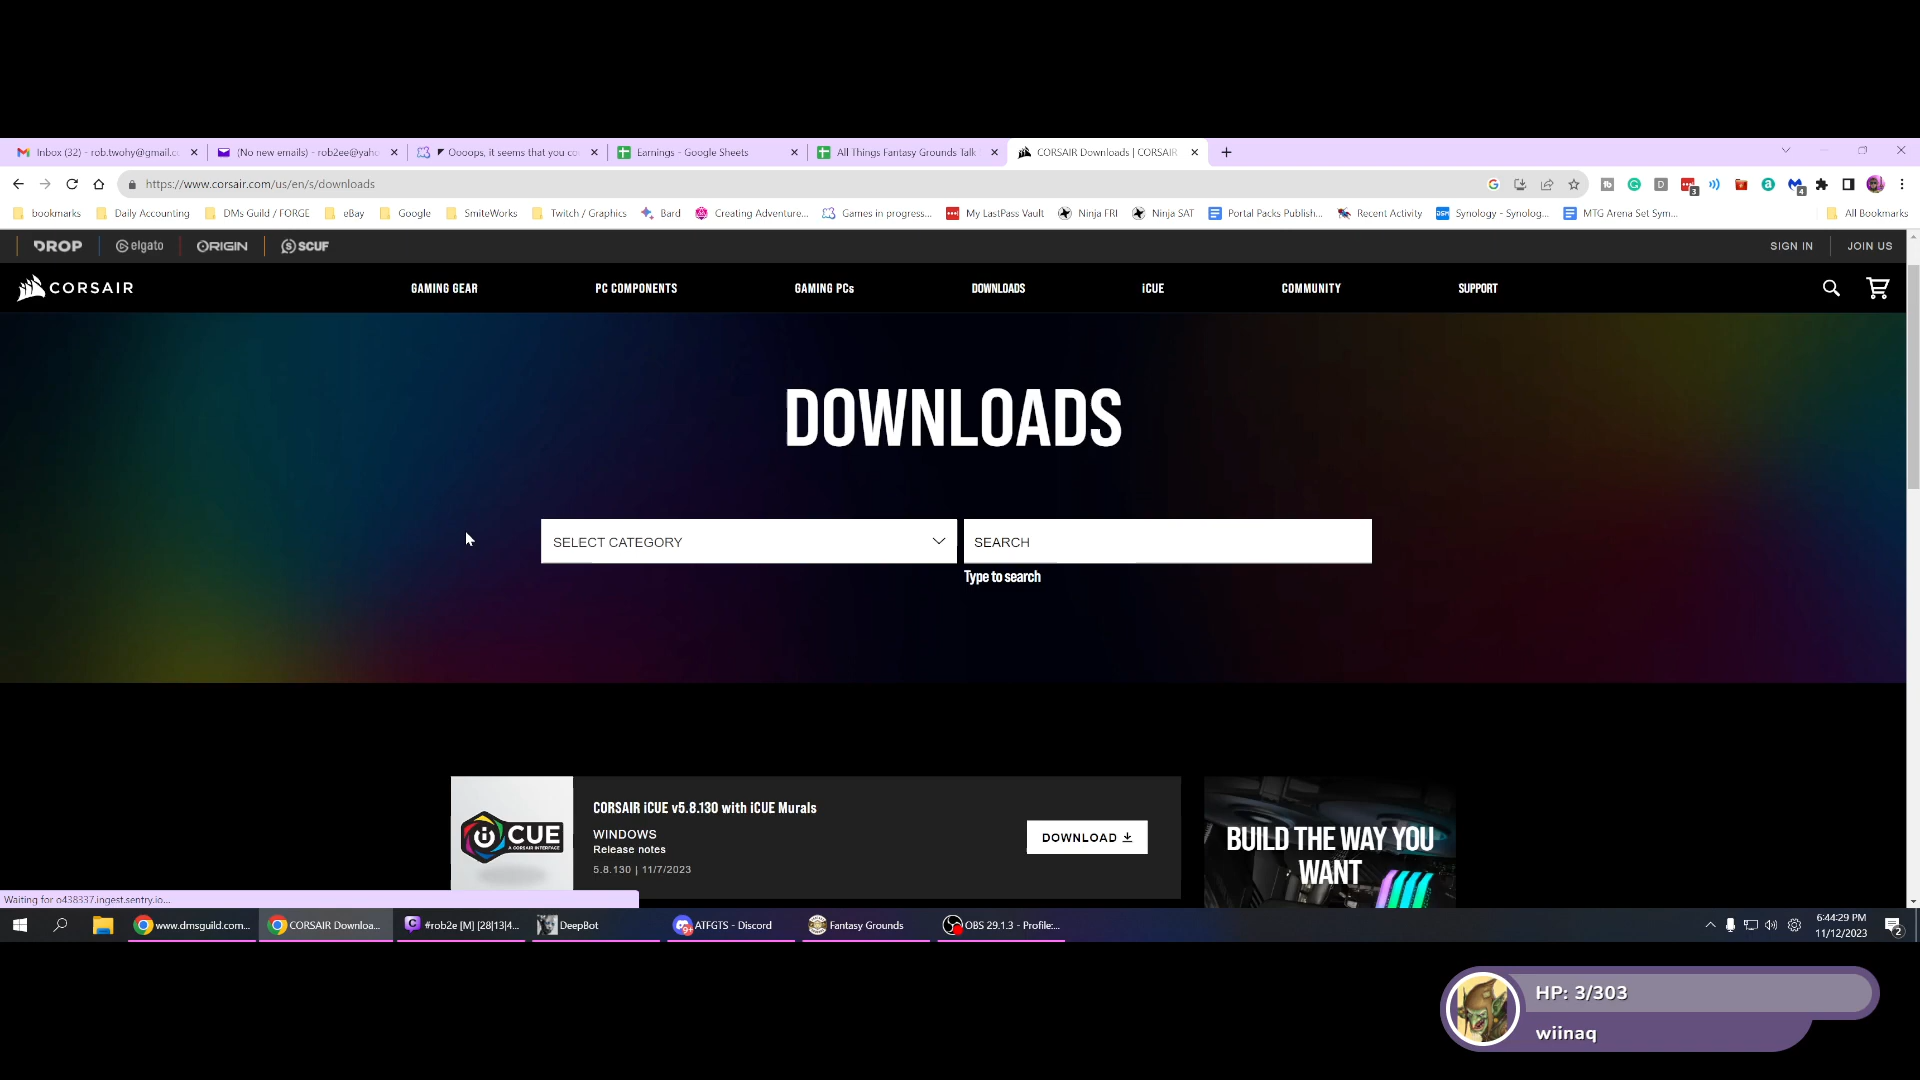 Inbox (32) - rob.twohy@gmail.c
(No new emails) - rob2ee@yaho
Oooops, it seems that you co
Earnings - Google Sheets
All Things Fantasy Grounds Talk
CORSAIR Downloads | CORSAIR
https://www.corsair.com/us/en/s/downloads
bookmarks
Daily Accounting
DMs Guild / FORGE
eBay
Google
SmiteWorks
Twitch / Graphics
Bard
Creating Adventure...
Games in progress...
My LastPass Vault
Ninja FRI
Ninja SAT
Portal Packs Publish...
Recent Activity
Synology - Synolog...
MTG Arena Set Sym...
All Bookmarks
DROP
elgato
ORIGIN
SCUF
SIGN IN
JOIN US
CORSAIR
GAMING GEAR
PC COMPONENTS
GAMING PCs
DOWNLOADS
iCUE
COMMUNITY
SUPPORT
DOWNLOADS
SELECT CATEGORY
SEARCH
Type to search
iCUE
A CORSAIR INTERFACE
CORSAIR iCUE v5.8.130 with iCUE Murals
WINDOWS
Release notes
5.8.130 | 11/7/2023
DOWNLOAD
BUILD THE WAY YOU
WANT
Waiting for o438337.ingest.sentry.io...
www.dmsguild.com...
CORSAIR Downloa...
#rob2e [M] [28|13|4...
DeepBot
ATFGTS - Discord
Fantasy Grounds
OBS 29.1.3 - Profile:...
6:44:29 PM
11/12/2023
2
HP: 3/303
wiinaq